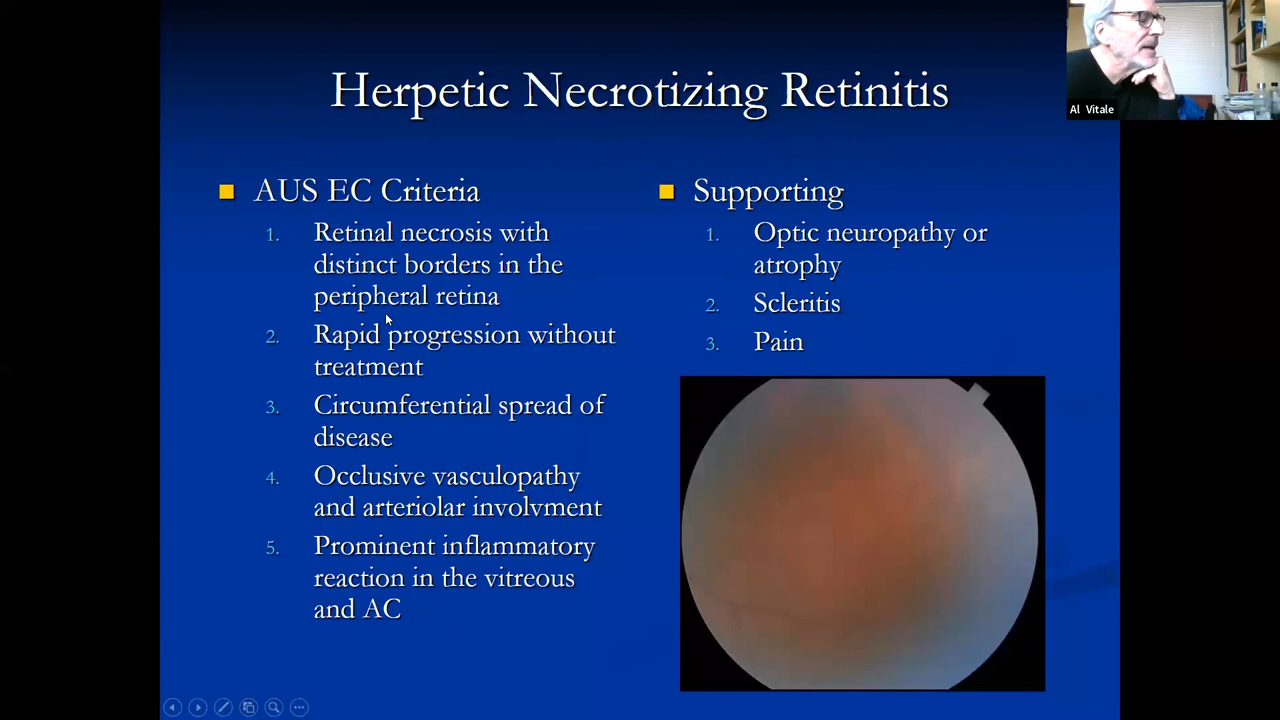 Herpetic Necrotizing Retinitis
Al Vitale
AUS EC Criteria
1. Retinal necrosis with
distinct borders in the
peripheral retina
2. Rapid progression without
treatment
3. Circumferential spread of
disease
4. Occlusive vasculopathy
and arteriolar involvment
5. Prominent inflammatory
reaction in the vitreous
and AC
Supporting
1. Optic neuropathy or
atrophy
2. Scleritis
3. Pain